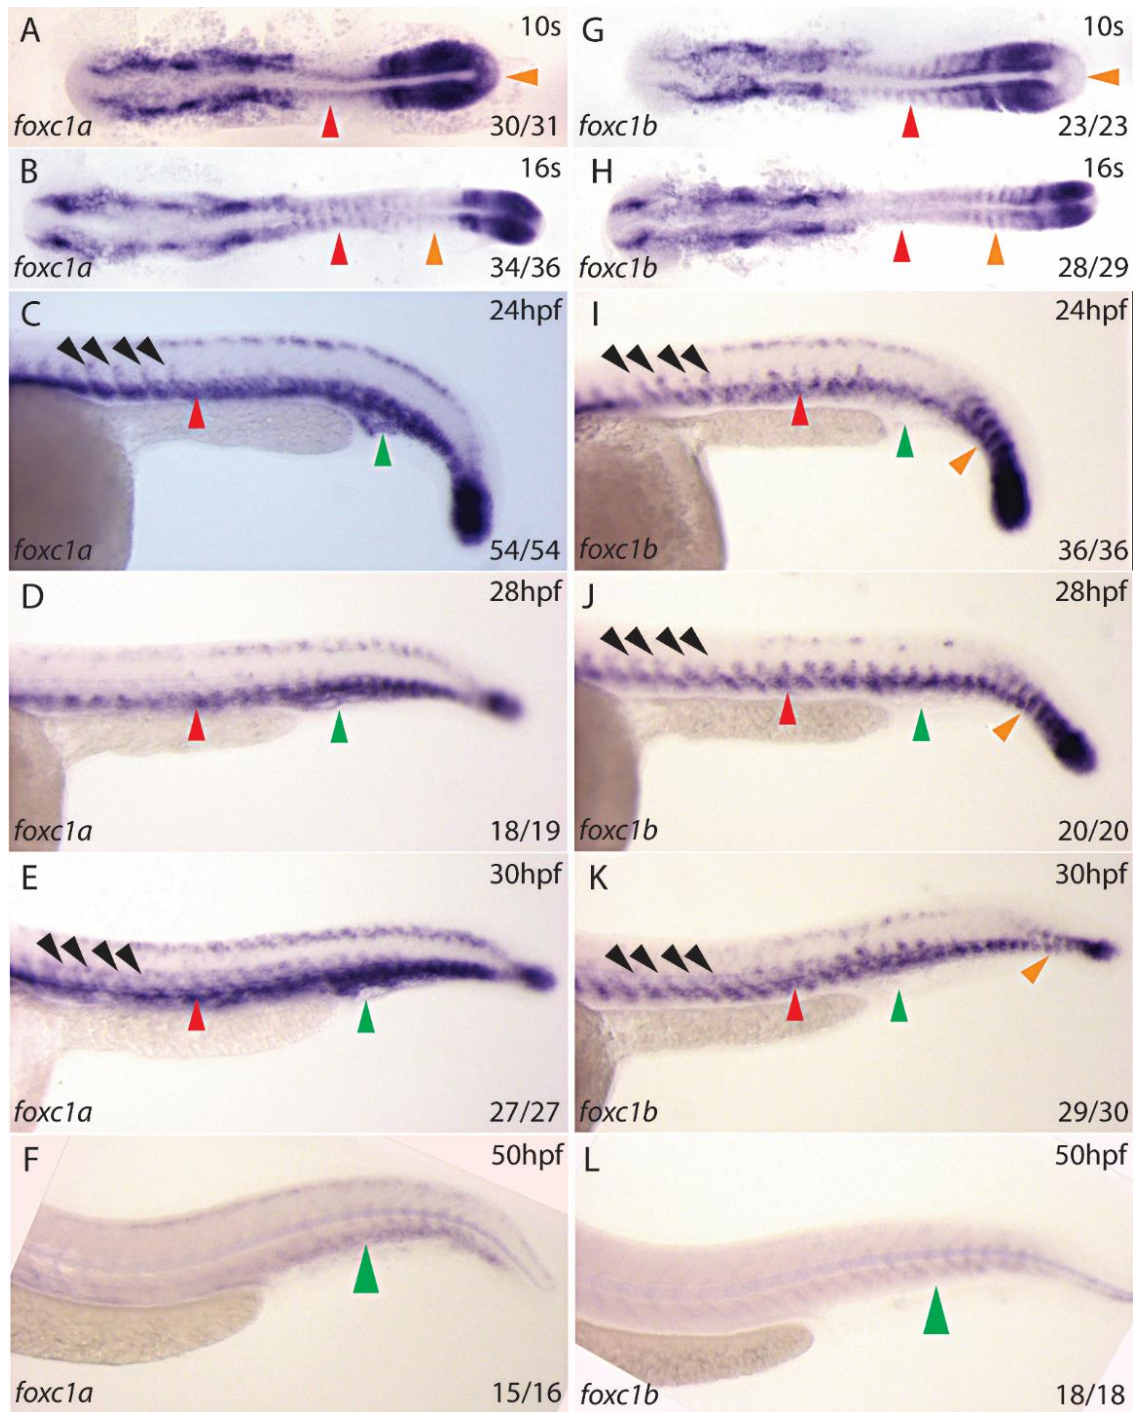 A 10s
foxc1a 30/31
B 16s
foxc1a 34/36
C 24hpf
foxc1a 54/54
D 28hpf
foxc1a 18/19
E 30hpf
foxc1a 27/27
F 50hpf
foxc1a 15/16
G 10s
foxc1b 23/23
H 16s
foxc1b 28/29
I 24hpf
foxc1b 36/36
J 28hpf
foxc1b 20/20
K 30hpf
foxc1b 29/30
L 50hpf
foxc1b 18/18